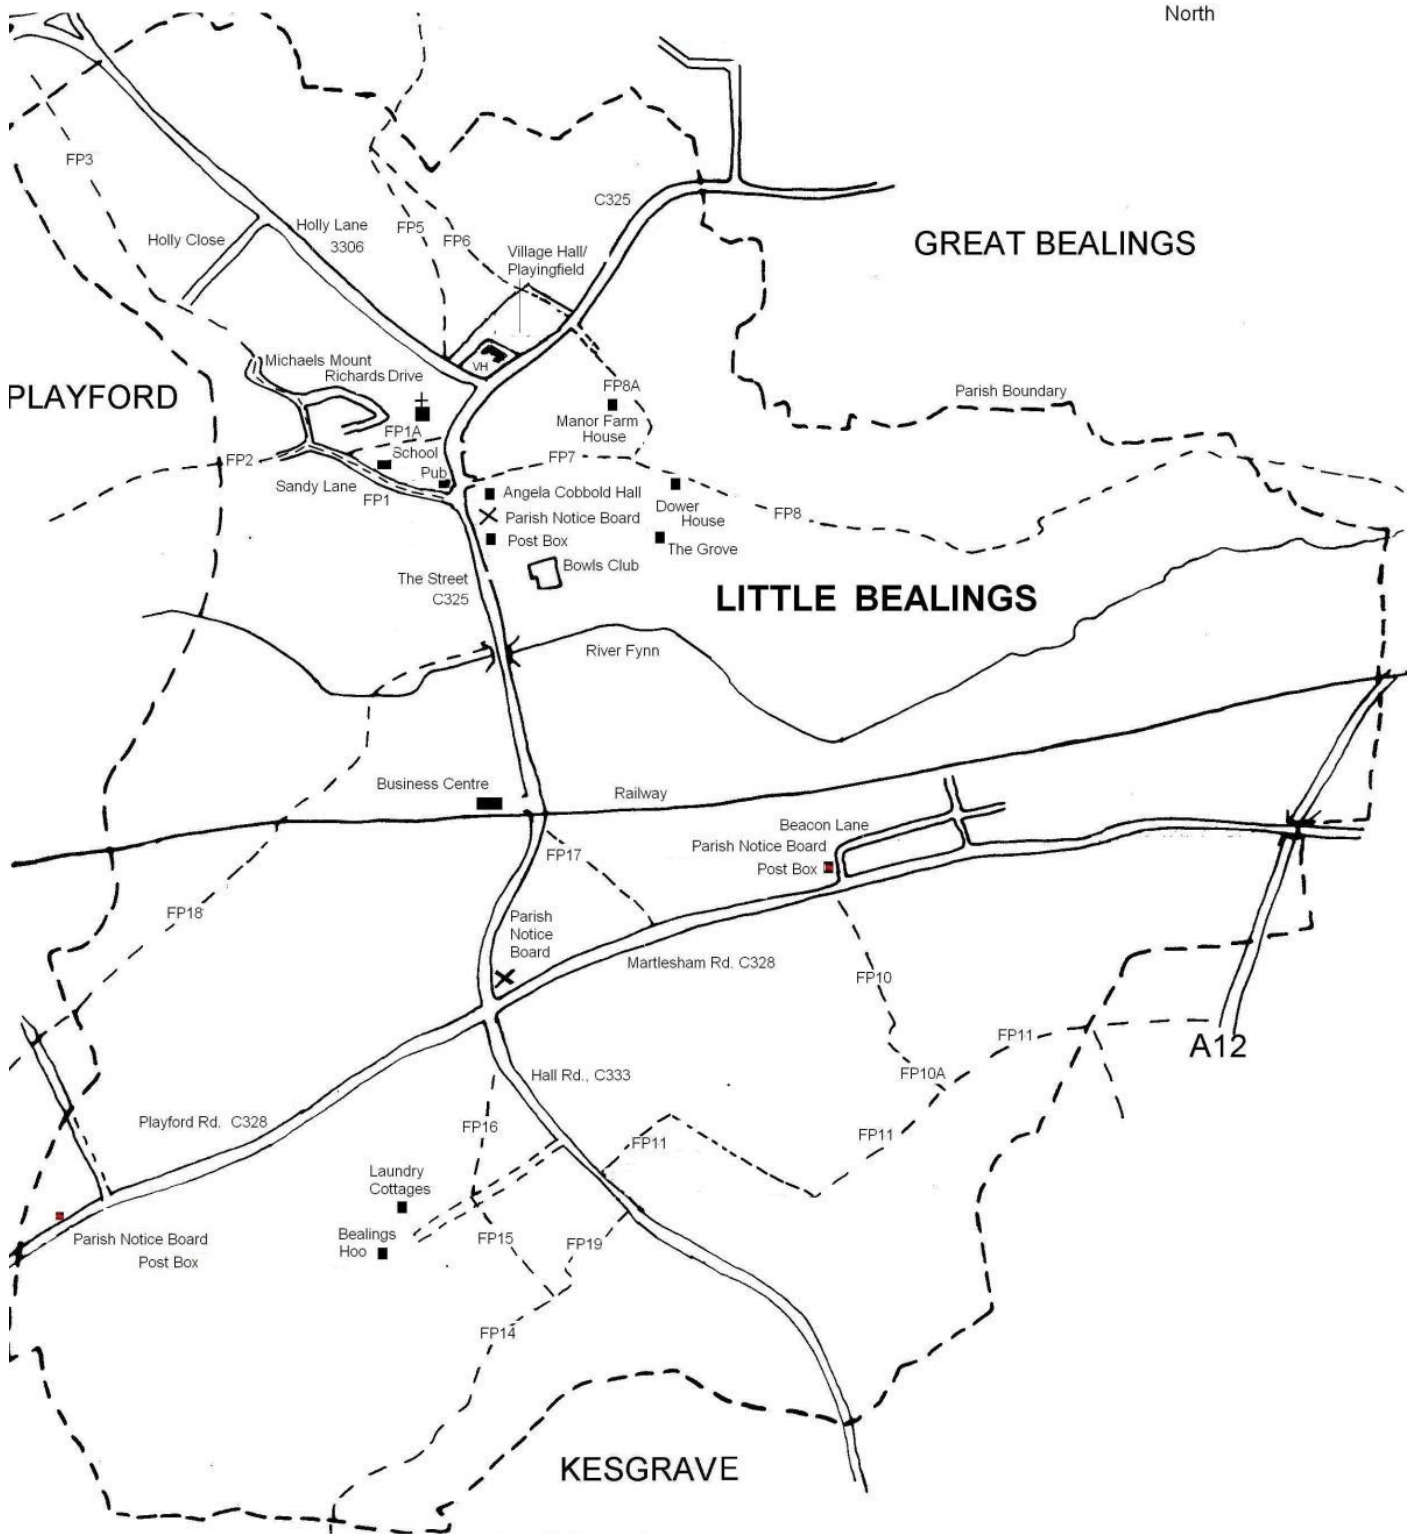 North
FP3
C325
Holly Lane
3306
FP5
FP6
Holly Close
Village Hall/
Playingfield
GREAT BEALINGS
Michaels Mount
Richards Drive
VH
PLAYFORD
FP8A
Parish Boundary
Manor Farm
House
FP1A
School
FP2
Pub
FP7
Sandy Lane
FP1
Angela Cobbold Hall
Parish Notice Board
Post Box
Dower
House
FP8
The Grove
Bowls Club
The Street
C325
LITTLE BEALINGS
River Fynn
Business Centre
Railway
Beacon Lane
Parish Notice Board
Post Box
FP17
FP18
Parish
Notice
Board
Martlesham Rd. C328
FP10
FP11
A12
FP10A
Hall Rd., C333
Playford Rd. C328
FP16
FP11
FP11
Laundry
Cottages
Bealings
Hoo
FP15
FP19
Parish Notice Board
Post Box
FP14
KESGRAVE